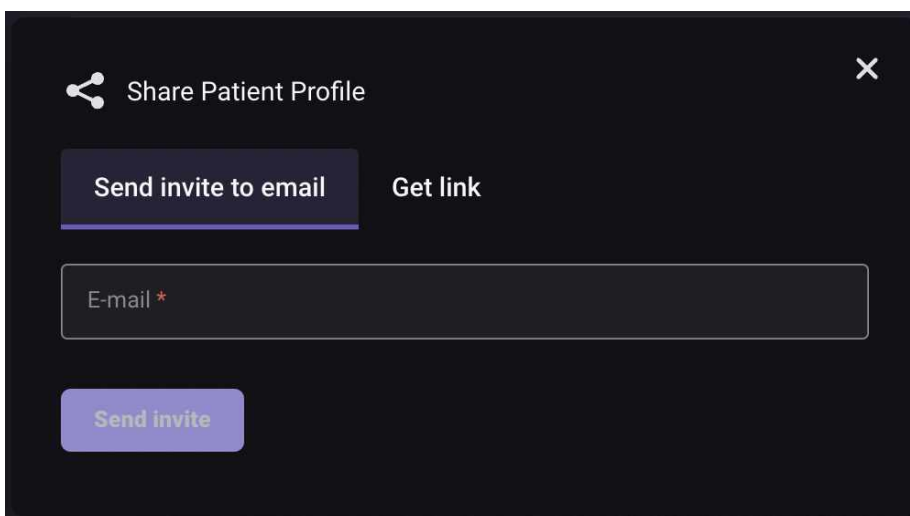 Share Patient Profile
Send invite to email
Get link
E-mail *
Send invite